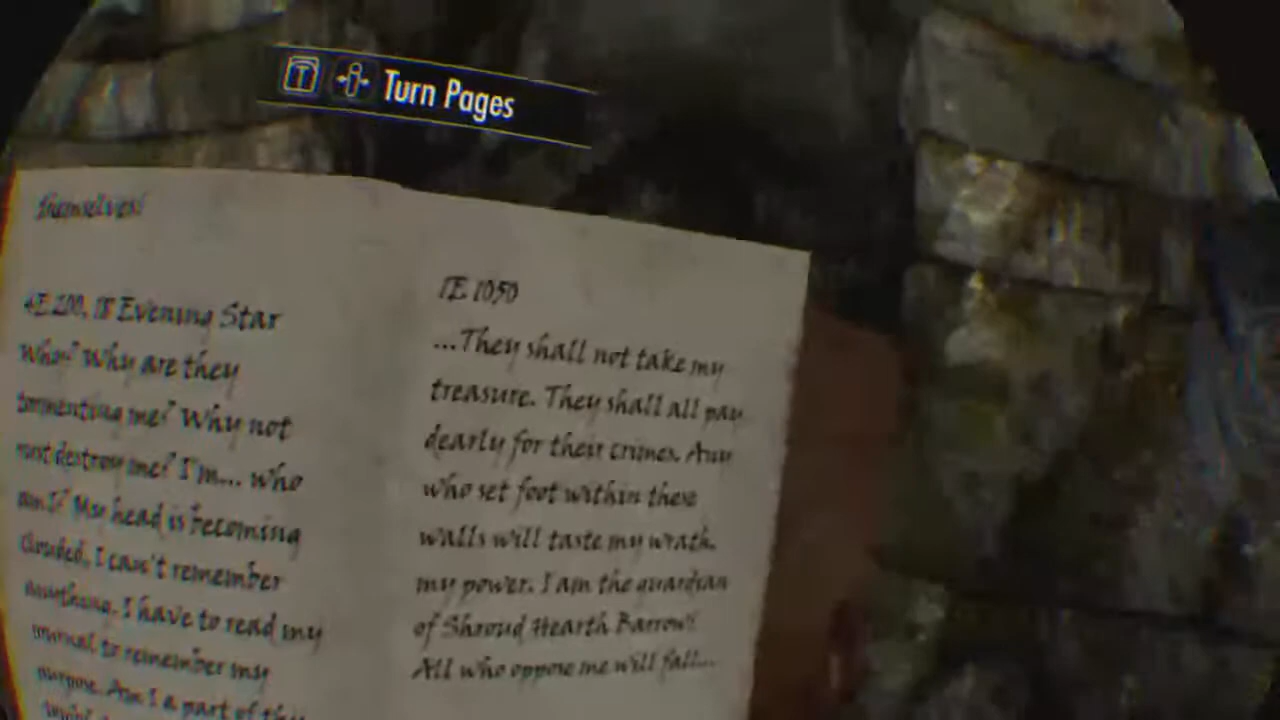 T Turn Pages
themselves!
4E 200, 18 Evening Star
Why? Why are they
tormenting me? Why not
just destroy me? I'm... who
am I? My head is becoming
clouded, I can't remember
anything. I have to read my
journal to remember my
purpose. Am I a part of this
1E 1050
...They shall not take my
treasure. They shall all pay
dearly for their crimes. Any
who set foot within these
walls will taste my wrath,
my power. I am the guardian
of Shroud Hearth Barrow!
All who oppose me will fall...